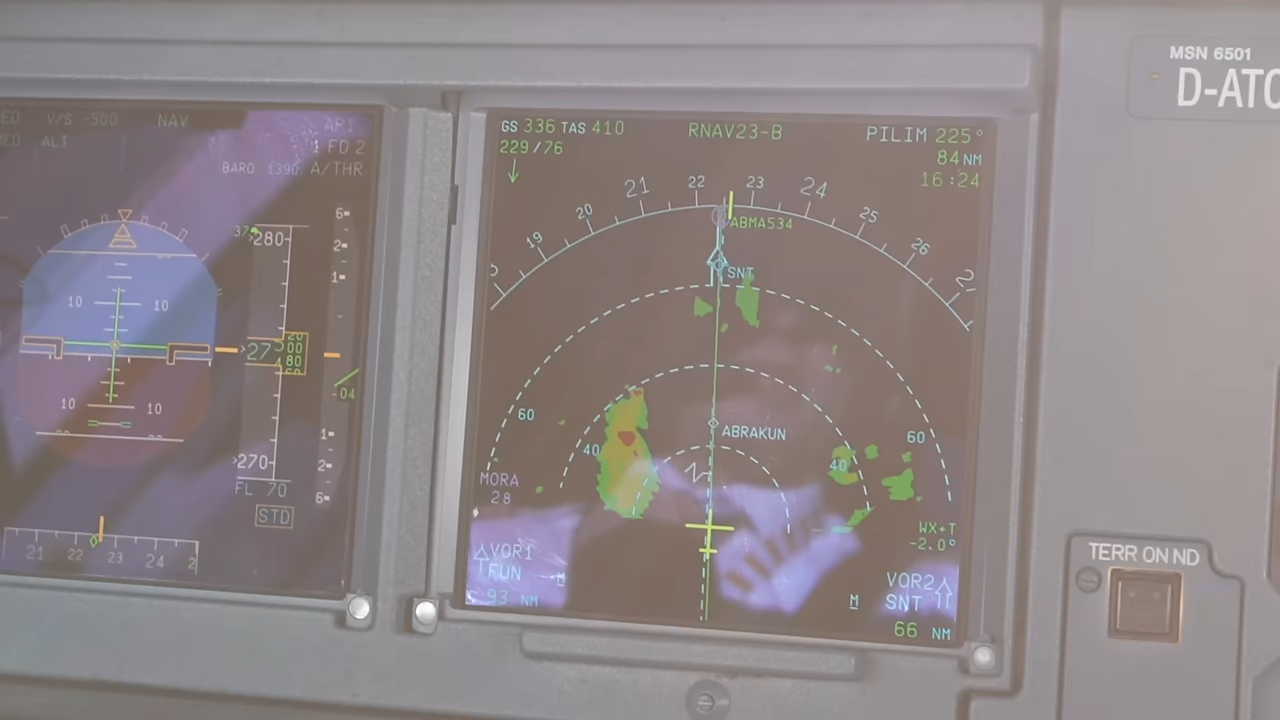 MSN 6501
D-ATC
V/S -500 NAV
AP1
ALT
1 FD 2
BARO 1390 A/THR
280
10 10
10 10
270
FL 70
STD
-04
21 22 23 24 2
GS 336 TAS 410
229/76
RNAV23-B
PILIM 225°
84 NM
16:24
19 20 21 22 23 24 25 26
ABMA534
SNT
60
60
40
40
ABRAKUN
MORA
28
WX+T
-2.0°
VOR1
FUN
93 NM
M
M
VOR2
SNT
66 NM
TERR ON ND